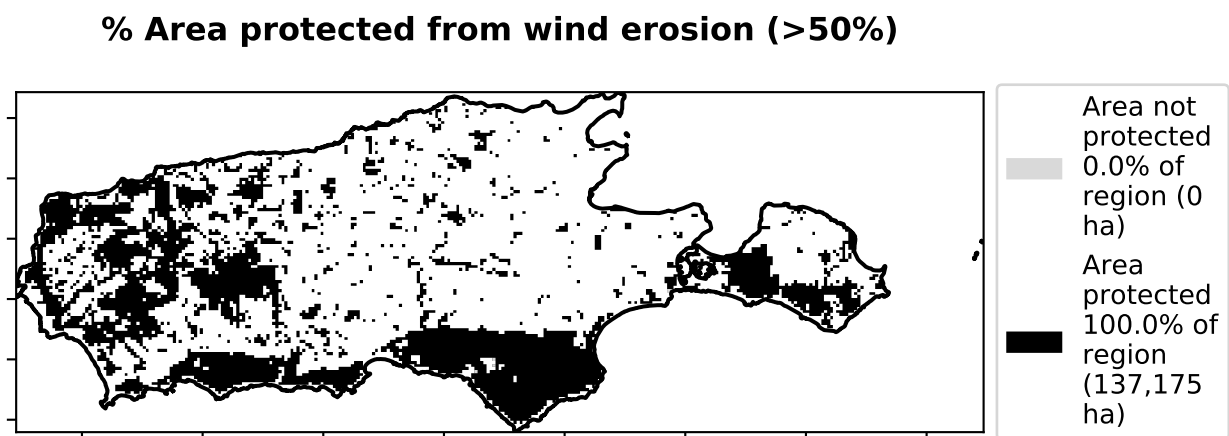 % Area protected from wind erosion (>50%)
Area not
protected
0.0% of
region (0
ha)
Area
protected
100.0% of
region
(137,175
ha)